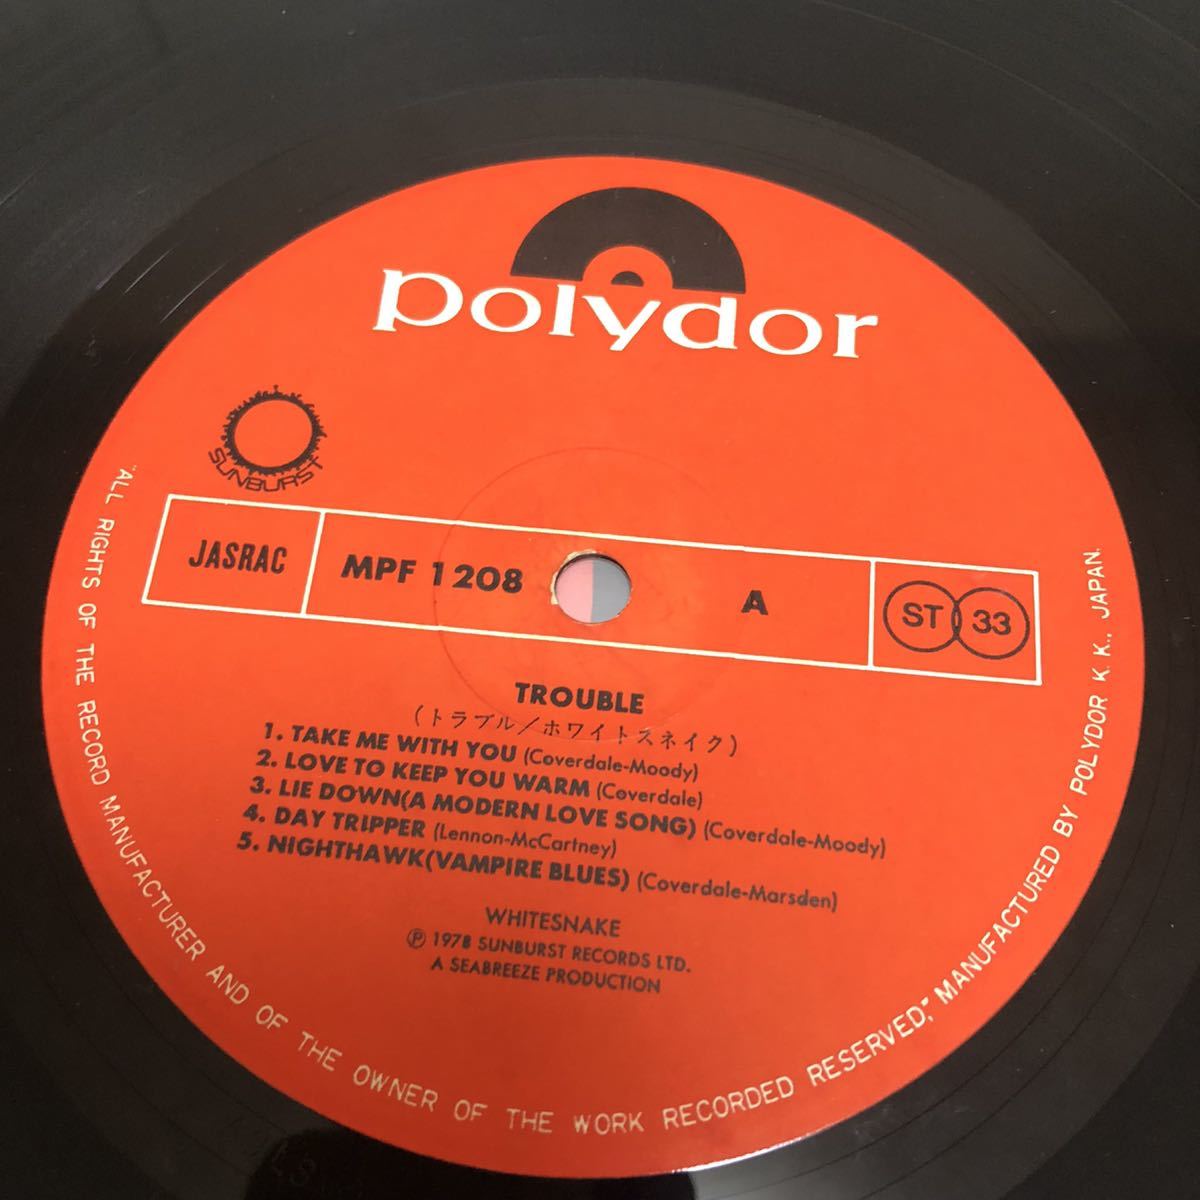 polydor
SUNBURST
JASRAC
MPF 1208
A
ST 33
TROUBLE
(トラブル/ホワイトスネイク)
1. TAKE ME WITH YOU (Coverdale-Moody)
2. LOVE TO KEEP YOU WARM (Coverdale)
3. LIE DOWN(A MODERN LOVE SONG) (Coverdale-Moody)
4. DAY TRIPPER (Lennon-McCartney)
5. NIGHTHAWK(VAMPIRE BLUES) (Coverdale-Marsden)
WHITESNAKE
Ⓟ 1978 SUNBURST RECORDS LTD.
A SEABREEZE PRODUCTION
"ALL RIGHTS OF THE RECORD MANUFACTURER AND OF THE OWNER OF THE WORK RECORDED RESERVED," MANUFACTURED BY POLYDOR K. K., JAPAN.